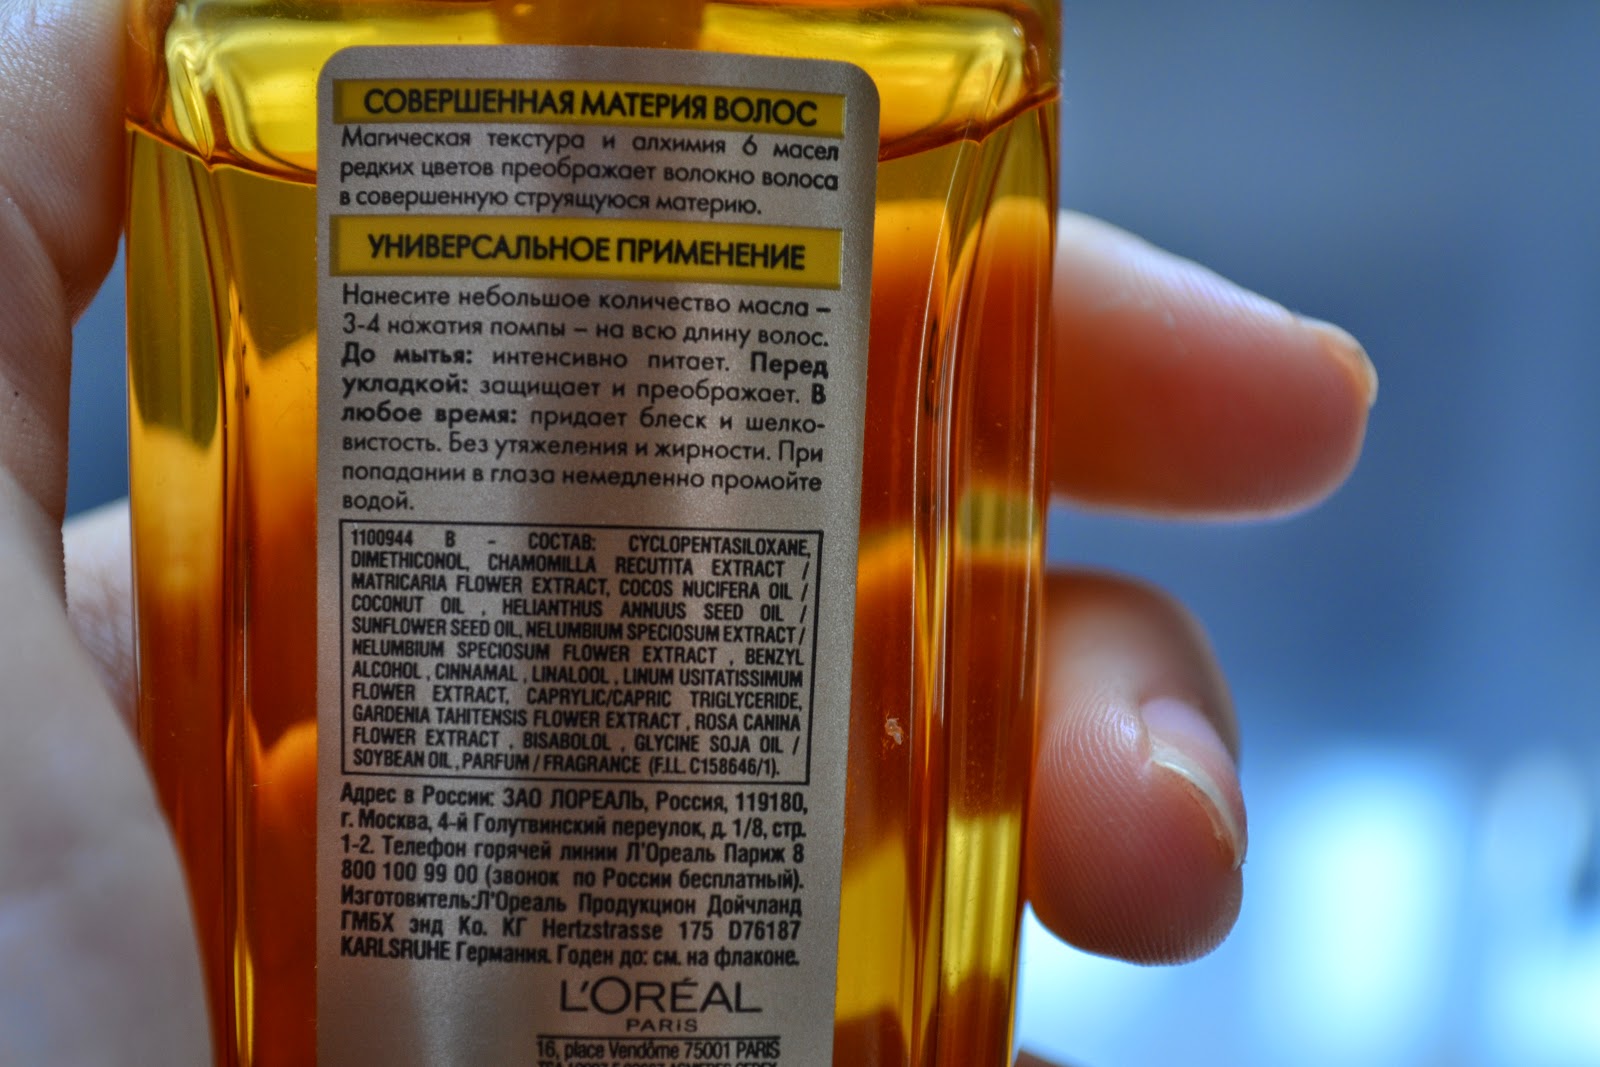 СОВЕРШЕННАЯ МАТЕРИЯ ВОЛОС
Магическая текстура и алхимия 6 масел
редких цветов преображает волокно волоса
в совершенную струящуюся материю.
УНИВЕРСАЛЬНОЕ ПРИМЕНЕНИЕ
Нанесите небольшое количество масла –
3-4 нажатия помпы – на всю длину волос.
До мытья: интенсивно питает. Перед
укладкой: защищает и преображает. В
любое время: придает блеск и шелко-
вистость. Без утяжеления и жирности. При
попадании в глаза немедленно промойте
водой.
1100944 B - СОСТАВ: CYCLOPENTASILOXANE,
DIMETHICONOL, CHAMOMILLA RECUTITA EXTRACT /
MATRICARIA FLOWER EXTRACT, COCOS NUCIFERA OIL /
COCONUT OIL , HELIANTHUS ANNUUS SEED OIL /
SUNFLOWER SEED OIL, NELUMBIUM SPECIOSUM EXTRACT /
NELUMBIUM SPECIOSUM FLOWER EXTRACT , BENZYL
ALCOHOL , CINNAMAL , LINALOOL , LINUM USITATISSIMUM
FLOWER EXTRACT, CAPRYLIC/CAPRIC TRIGLYCERIDE,
GARDENIA TAHITENSIS FLOWER EXTRACT , ROSA CANINA
FLOWER EXTRACT , BISABOLOL , GLYCINE SOJA OIL /
SOYBEAN OIL , PARFUM / FRAGRANCE (F.I.L. C158646/1).
Адрес в России: ЗАО ЛОРЕАЛЬ, Россия, 119180,
г. Москва, 4-й Голутвинский переулок, д. 1/8, стр.
1-2. Телефон горячей линии Л'Ореаль Париж 8
800 100 99 00 (звонок по России бесплатный).
Изготовитель:Л'Ореаль Продукцион Дойчланд
ГМБХ энд Ко. КГ Hertzstrasse 175 D76187
KARLSRUHE Германия. Годен до: см. на флаконе.
L'ORÉAL
PARIS
16, place Vendôme 75001 PARIS